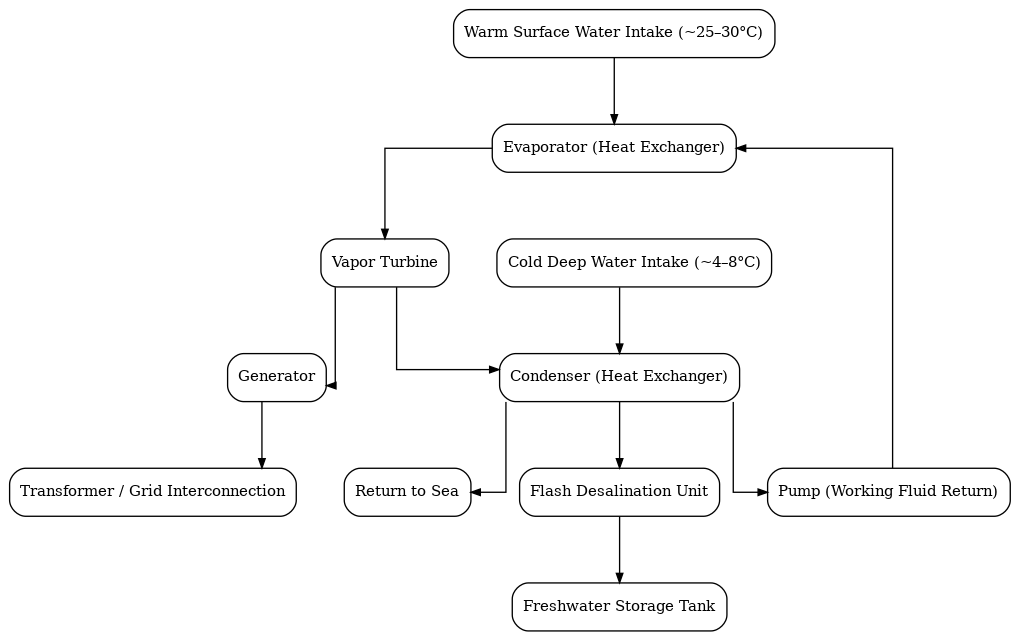 Warm Surface Water Intake (~25–30°C)
Evaporator (Heat Exchanger)
Vapor Turbine
Cold Deep Water Intake (~4–8°C)
Generator
Condenser (Heat Exchanger)
Transformer / Grid Interconnection
Return to Sea
Flash Desalination Unit
Pump (Working Fluid Return)
Freshwater Storage Tank